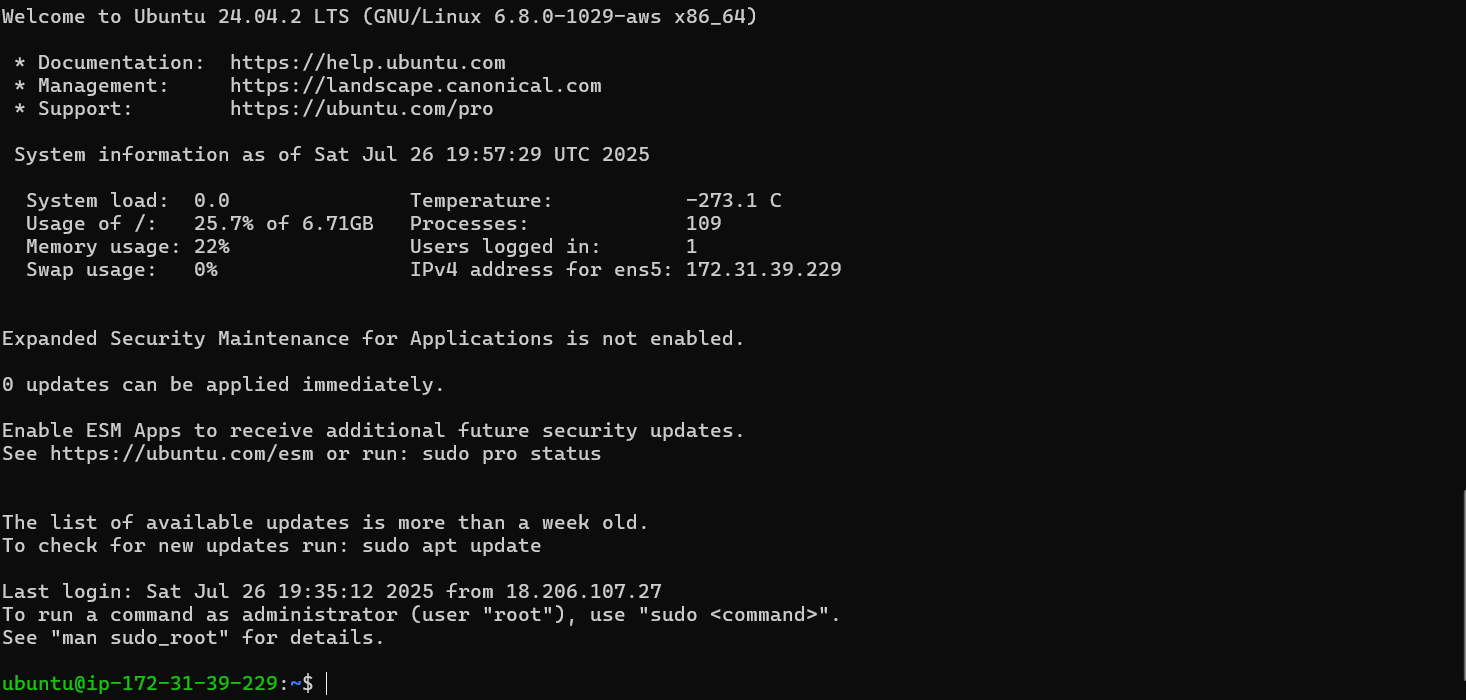 Welcome to Ubuntu 24.04.2 LTS (GNU/Linux 6.8.0-1029-aws x86_64)
* Documentation:  https://help.ubuntu.com
* Management:     https://landscape.canonical.com
* Support:        https://ubuntu.com/pro
System information as of Sat Jul 26 19:57:29 UTC 2025
System load:  0.0               Temperature:           -273.1 C
Usage of /:   25.7% of 6.71GB   Processes:             109
Memory usage: 22%               Users logged in:       1
Swap usage:   0%                IPv4 address for ens5: 172.31.39.229
Expanded Security Maintenance for Applications is not enabled.
0 updates can be applied immediately.
Enable ESM Apps to receive additional future security updates.
See https://ubuntu.com/esm or run: sudo pro status
The list of available updates is more than a week old.
To check for new updates run: sudo apt update
Last login: Sat Jul 26 19:35:12 2025 from 18.206.107.27
To run a command as administrator (user "root"), use "sudo <command>".
See "man sudo_root" for details.
ubuntu@ip-172-31-39-229:~$